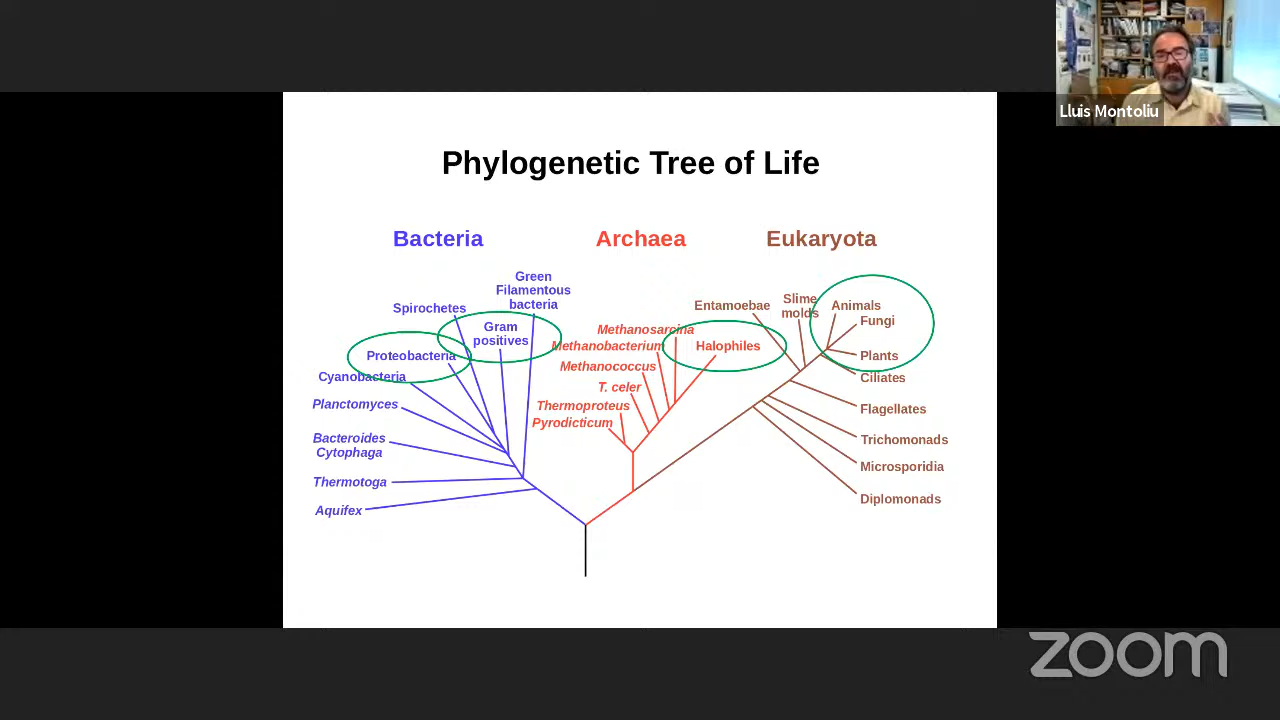 Lluis Montoliu
Phylogenetic Tree of Life
Bacteria
Archaea
Eukaryota
Green
Filamentous
bacteria
Spirochetes
Gram
positives
Proteobacteria
Cyanobacteria
Planctomyces
Bacteroides
Cytophaga
Thermotoga
Aquifex
Methanosarcina
Methanobacterium
Halophiles
Methanococcus
T. celer
Thermoproteus
Pyrodicticum
Entamoebae
Slime
molds
Animals
Fungi
Plants
Ciliates
Flagellates
Trichomonads
Microsporidia
Diplomonads
zoom